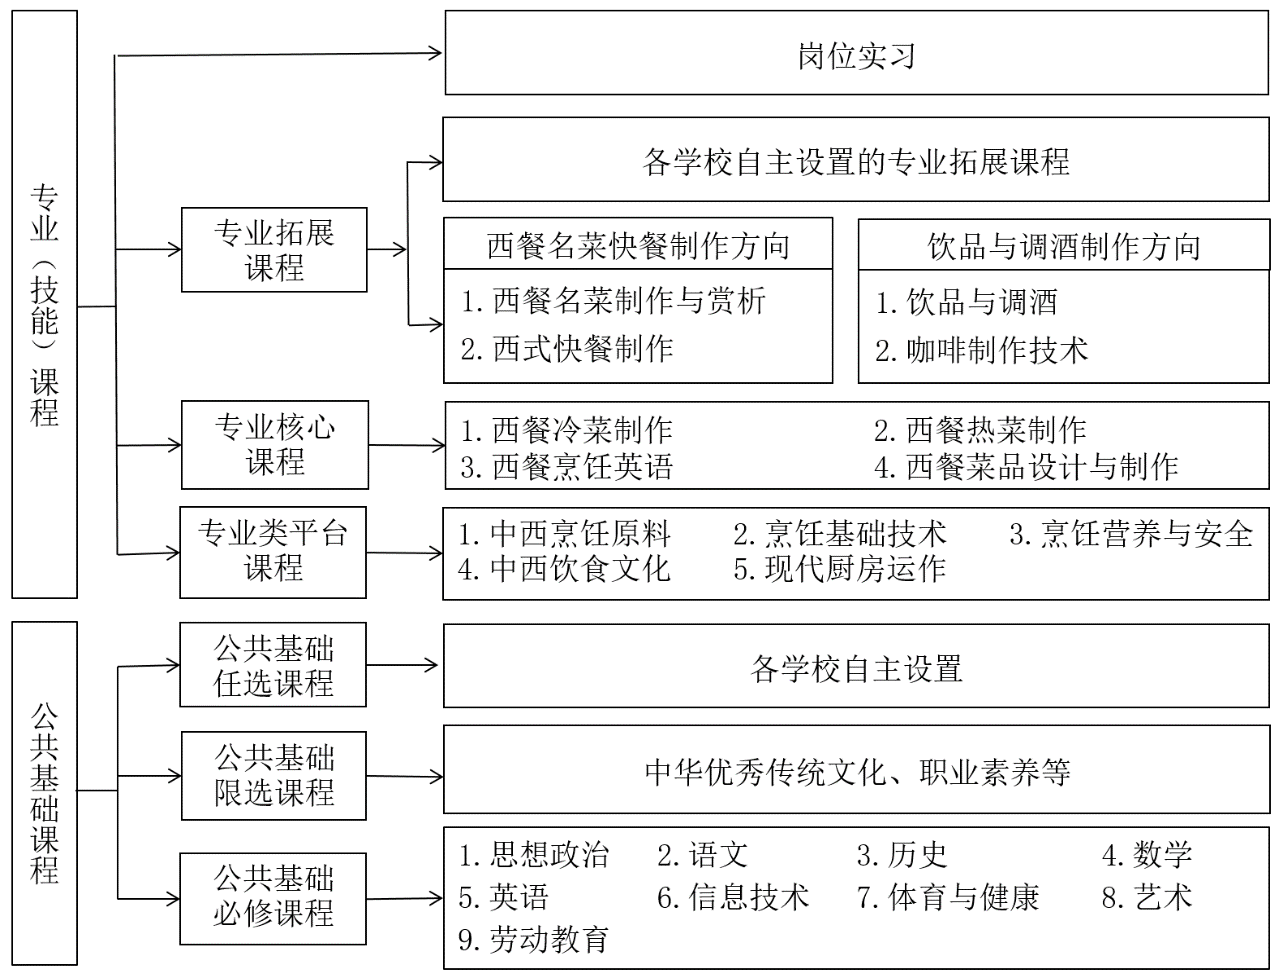 专业（技能）课程
岗位实习
专业拓展
课程
各学校自主设置的专业拓展课程
西餐名菜快餐制作方向
1.西餐名菜制作与赏析
2.西式快餐制作
饮品与调酒制作方向
1.饮品与调酒
2.咖啡制作技术
专业核心
课程
1.西餐冷菜制作 2.西餐热菜制作
3.西餐烹饪英语 4.西餐菜品设计与制作
专业类平台
课程
1.中西烹饪原料 2.烹饪基础技术 3.烹饪营养与安全
4.中西饮食文化 5.现代厨房运作
公共基础课程
公共基础
任选课程
各学校自主设置
公共基础
限选课程
中华优秀传统文化、职业素养等
公共基础
必修课程
1.思想政治 2.语文 3.历史 4.数学
5.英语 6.信息技术 7.体育与健康 8.艺术
9.劳动教育